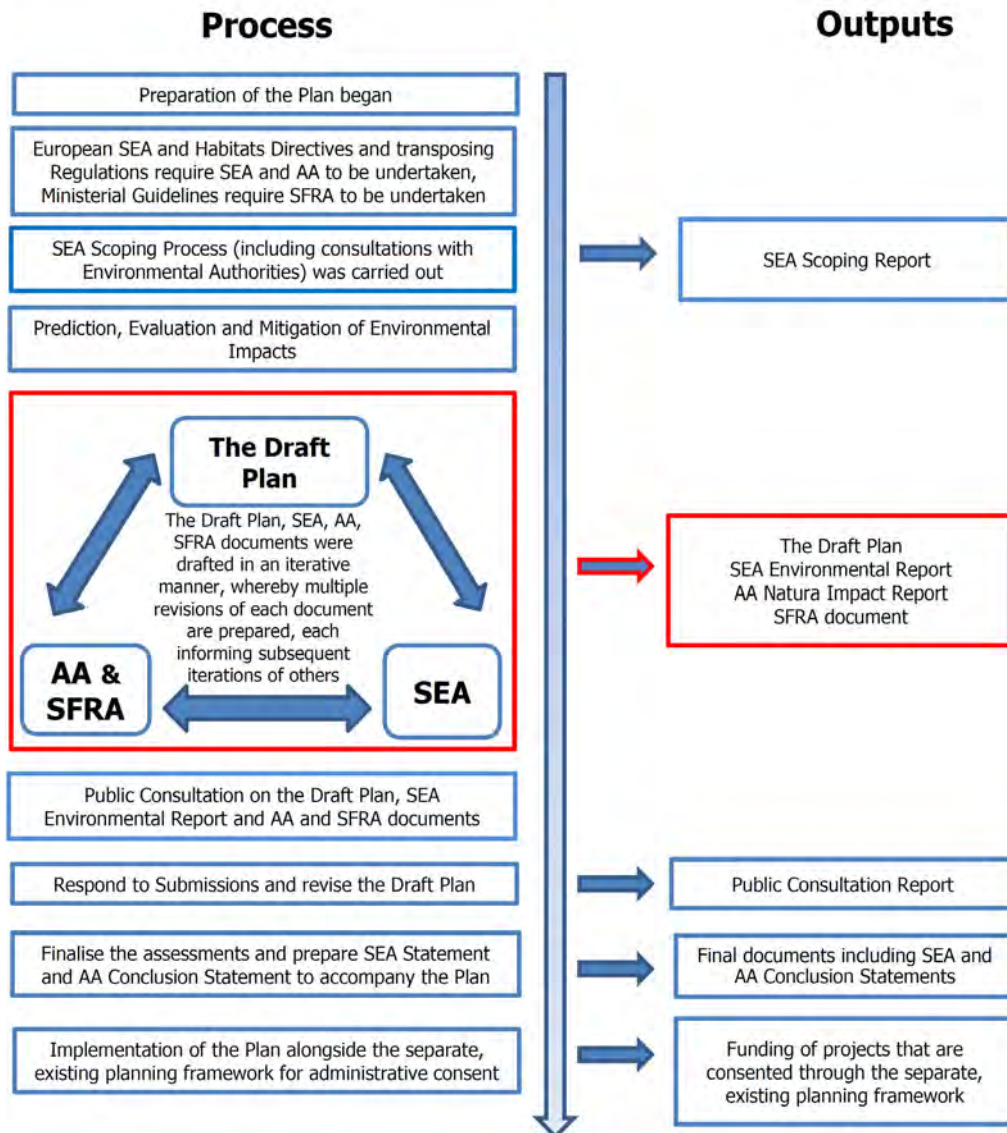 Process
Outputs
Preparation of the Plan began
European SEA and Habitats Directives and transposing
Regulations require SEA and AA to be undertaken,
Ministerial Guidelines require SFRA to be undertaken
SEA Scoping Process (including consultations with
Environmental Authorities) was carried out
SEA Scoping Report
Prediction, Evaluation and Mitigation of Environmental
Impacts
The Draft
Plan
The Draft Plan, SEA, AA,
SFRA documents were
drafted in an iterative
manner, whereby multiple
revisions of each document
are prepared, each
informing subsequent
iterations of others
AA &
SFRA
SEA
The Draft Plan
SEA Environmental Report
AA Natura Impact Report
SFRA document
Public Consultation on the Draft Plan, SEA
Environmental Report and AA and SFRA documents
Respond to Submissions and revise the Draft Plan
Public Consultation Report
Finalise the assessments and prepare SEA Statement
and AA Conclusion Statement to accompany the Plan
Final documents including SEA and
AA Conclusion Statements
Implementation of the Plan alongside the separate,
existing planning framework for administrative consent
Funding of projects that are
consented through the separate,
existing planning framework